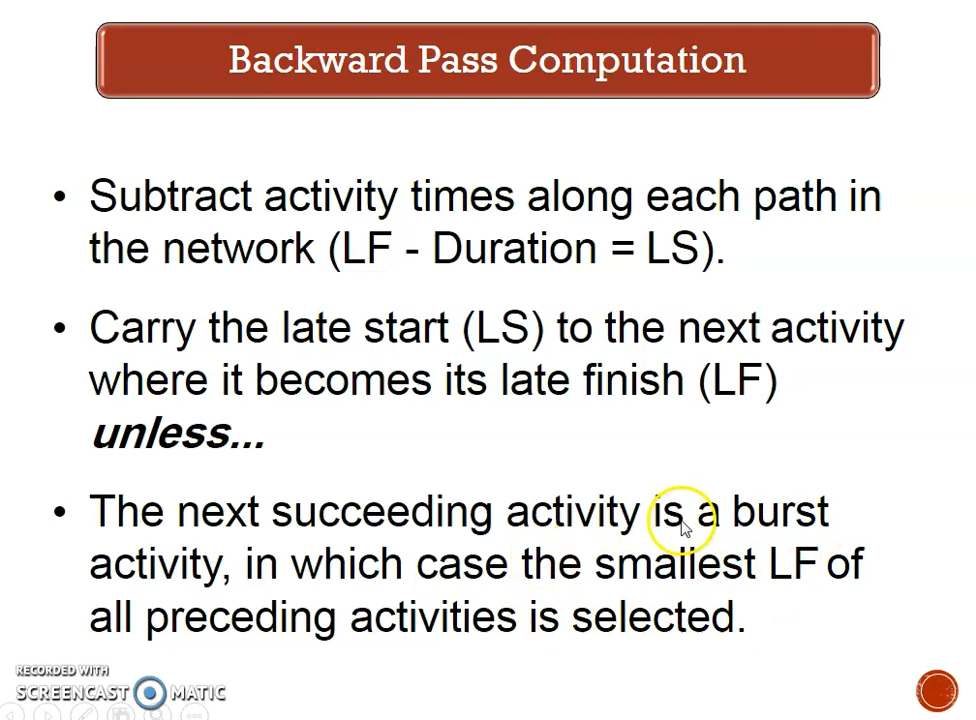 Backward Pass Computation
• Subtract activity times along each path in
the network (LF - Duration = LS).
• Carry the late start (LS) to the next activity
where it becomes its late finish (LF)
unless...
• The next succeeding activity is a burst
activity, in which case the smallest LF of
all preceding activities is selected.
RECORDED WITH
SCREENCAST MATIC